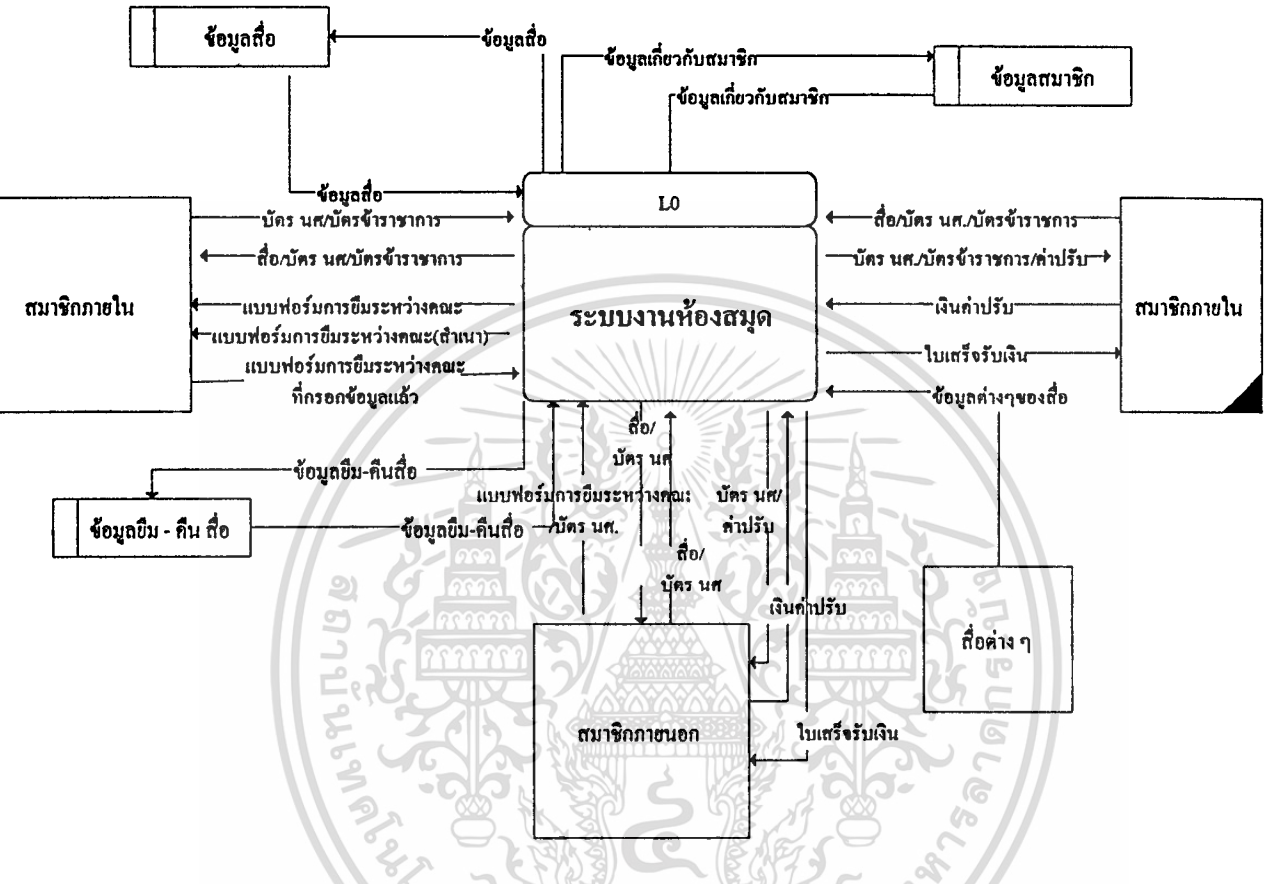 ข้อมูลสื่อ
ข้อมูลสื่อ
ข้อมูลเกี่ยวกับสมาชิก
ข้อมูลสมาชิก
ข้อมูลเกี่ยวกับสมาชิก
ข้อมูลสื่อ
1.0
บัตร นศ/บัตรข้าราชาการ
สื่อ/บัตร นศ./บัตรข้าราชการ
สื่อ/บัตร นศ/บัตรข้าราชาการ
บัตร นศ./บัตรข้าราชการ/ค่าปรับ
สมาชิกภายใน
แบบฟอร์มการยืมระหว่างคณะ
ระบบงานห้องสมุด
เงินค่าปรับ
สมาชิกภายใน
แบบฟอร์มการยืมระหว่างคณะ(สำเนา)
ใบเสร็จรับเงิน
แบบฟอร์มการยืมระหว่างคณะ
ที่กรอกข้อมูลแล้ว
ข้อมูลต่างๆของสื่อ
สื่อ/
บัตร นศ
ข้อมูลยืม-คืนสื่อ
แบบฟอร์มการยืมระหว่างคณะ
/บัตร นศ.
บัตร นศ/
ค่าปรับ
ข้อมูลยืม - คืน สื่อ
ข้อมูลยืม-คืนสื่อ
สื่อ/
บัตร นศ
เงินค่าปรับ
สื่อต่าง ๆ
สมาชิกภายนอก
ใบเสร็จรับเงิน